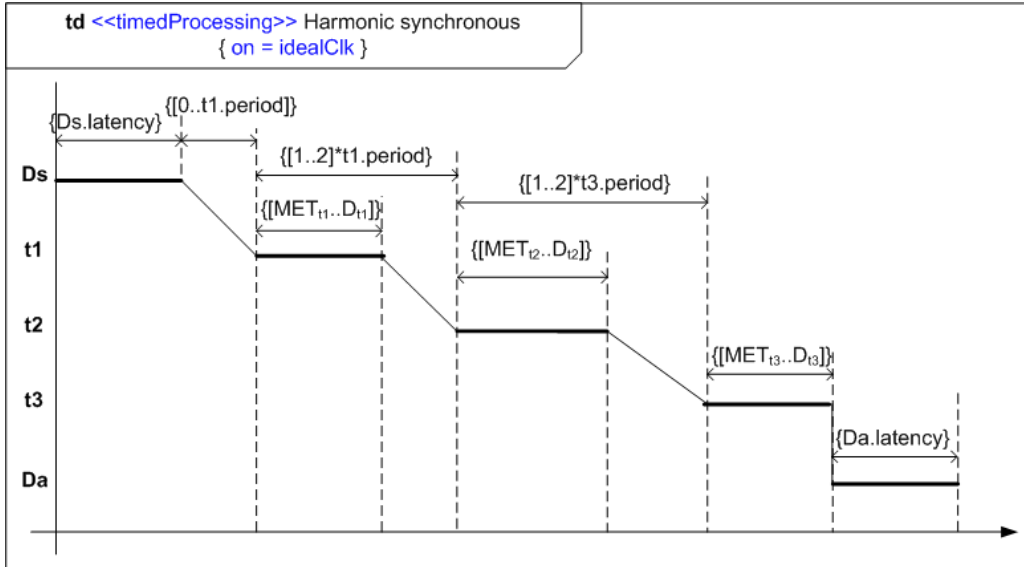 td <<timedProcessing>> Harmonic synchronous
{ on = idealClk }
{[0..t1.period]}
{Ds.latency}
{[1..2]*t1.period}
Ds
{[1..2]*t3.period}
{[METt1..Dt1]}
t1
{[METt2..Dt2]}
t2
{[METt3..Dt3]}
t3
{Da.latency}
Da